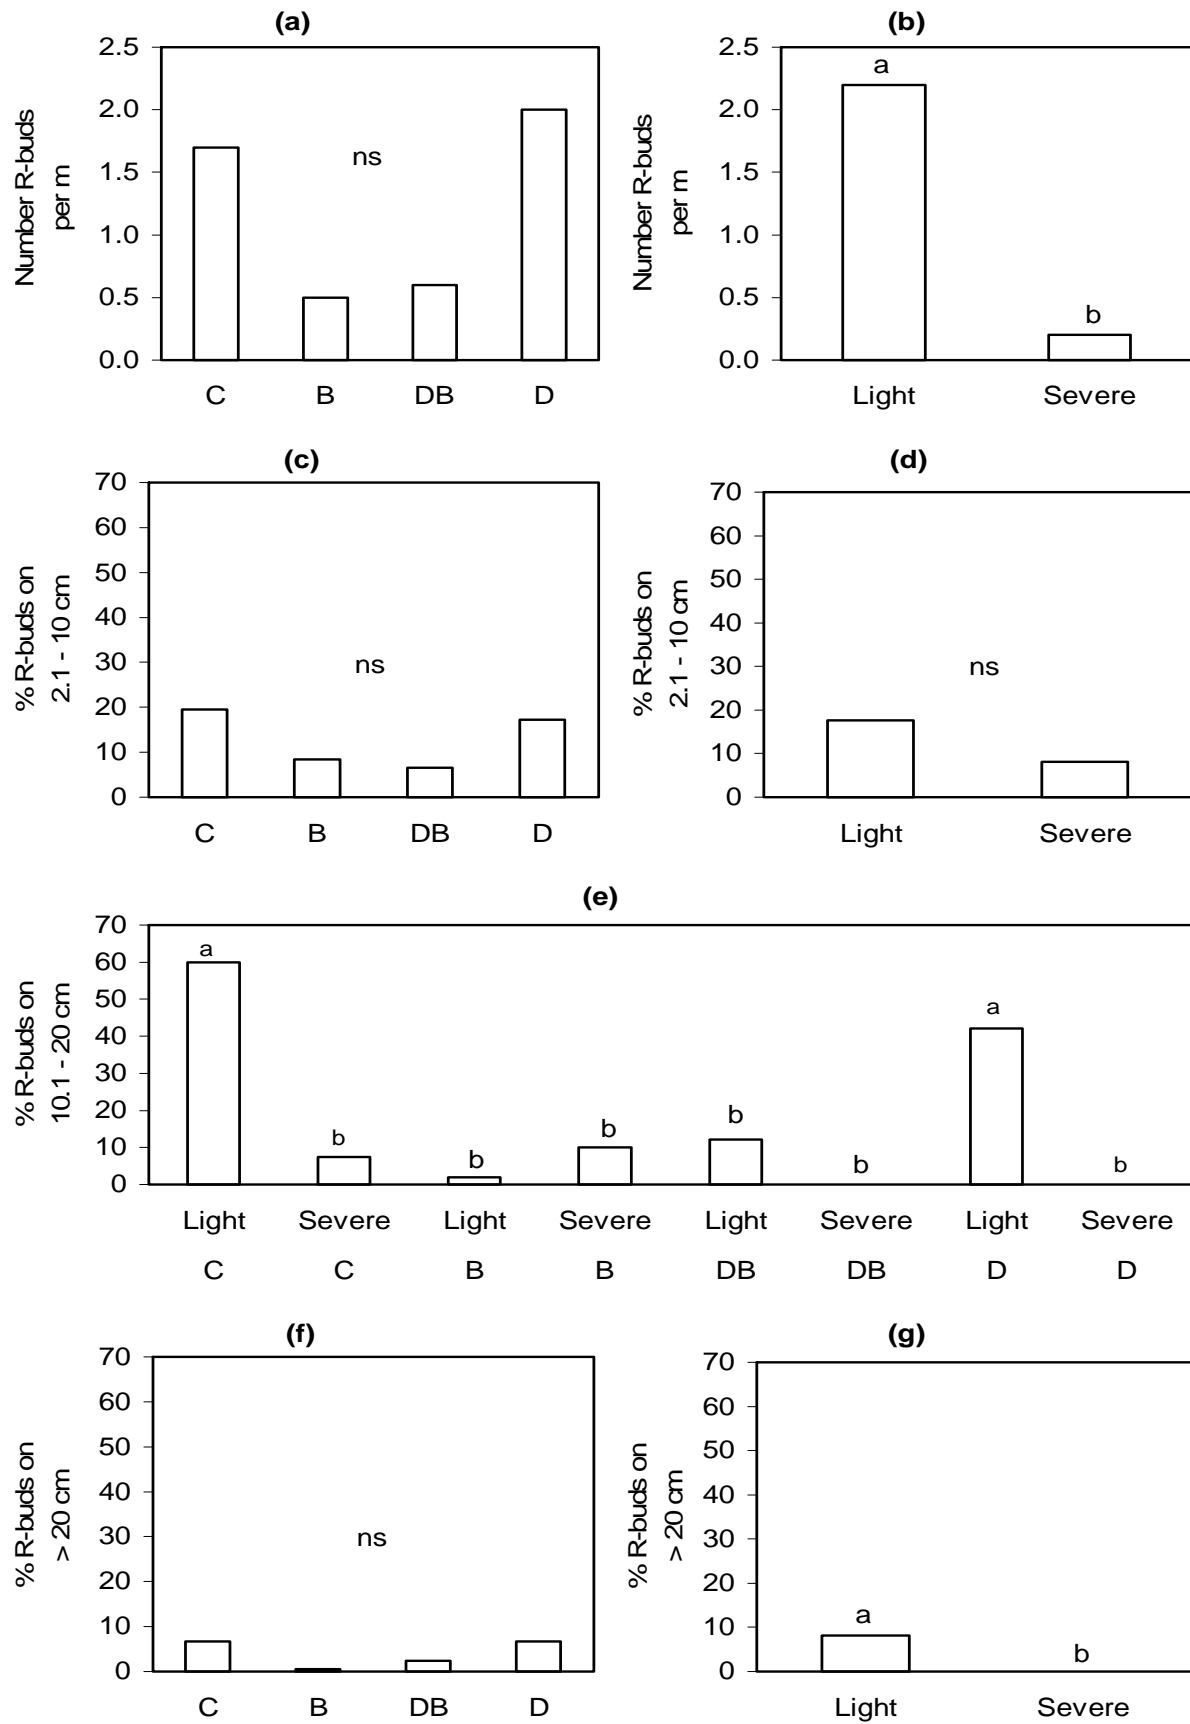 (a)
Number R-buds
per m
2.5
2.0
1.5
1.0
0.5
0.0
ns
C B DB D
(b)
Number R-buds
per m
2.5
2.0
1.5
1.0
0.5
0.0
a
b
Light Severe
(c)
% R-buds on
2.1 - 10 cm
70
60
50
40
30
20
10
0
ns
C B DB D
(d)
% R-buds on
2.1 - 10 cm
70
60
50
40
30
20
10
0
ns
Light Severe
(e)
% R-buds on
10.1 - 20 cm
70
60
50
40
30
20
10
0
a b b b b b a b
Light Severe Light Severe Light Severe Light Severe
C C B B DB DB D D
(f)
% R-buds on
> 20 cm
70
60
50
40
30
20
10
0
ns
C B DB D
(g)
% R-buds on
> 20 cm
70
60
50
40
30
20
10
0
a
b
Light Severe